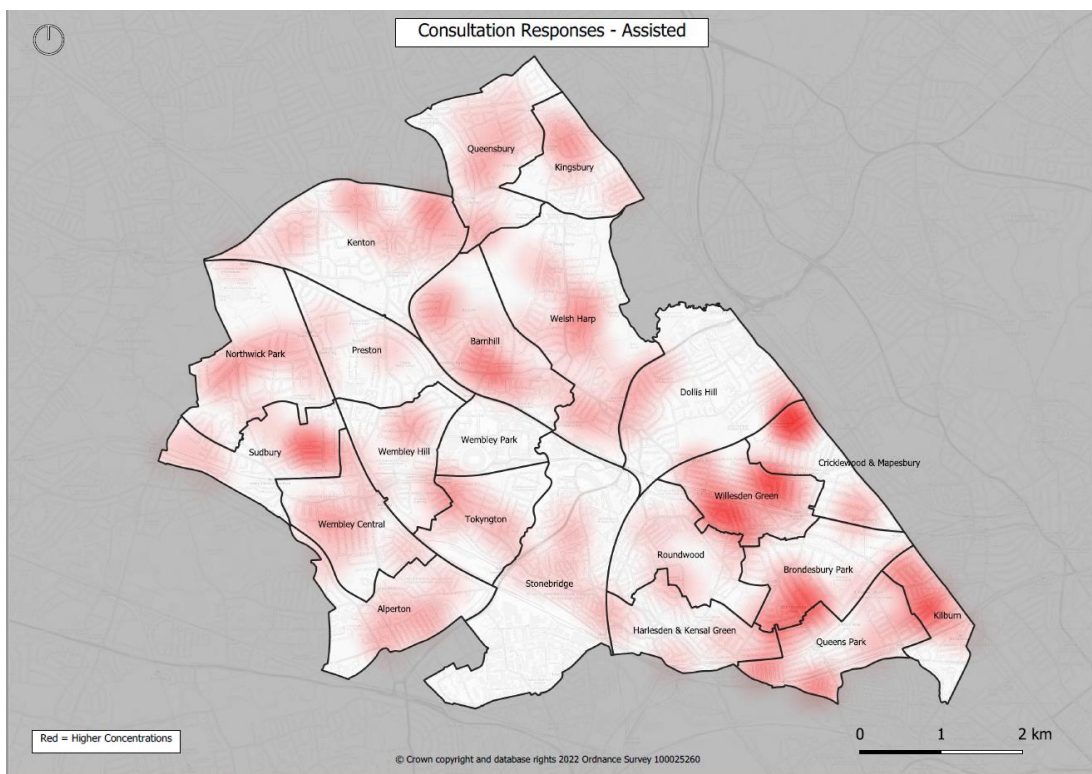 Consultation Responses - Assisted
Queensbury
Kingsbury
Kenton
Welsh Harp
Barnhill
Preston
Northwick Park
Dollis Hill
Sudbury
Wembley Hill
Wembley Park
Cricklewood & Mapesbury
Willesden Green
Wembley Central
Tokyngton
Roundwood
Brondesbury Park
Stonebridge
Alperton
Kilburn
Harlesden & Kensal Green
Queens Park
Red = Higher Concentrations
0 1 2 km
© Crown copyright and database rights 2022 Ordnance Survey 100025260